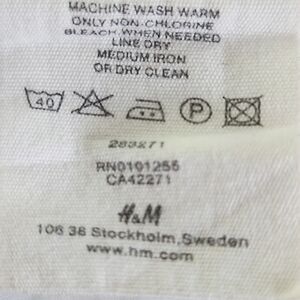 MACHINE WASH WARM
ONLY NON-CHLORINE
BLEACH WHEN NEEDED
LINE DRY
MEDIUM IRON
OR DRY CLEAN
40 P
283271
RN0101255
CA42271
H&M
106 38 Stockholm,Sweden
www.hm.com